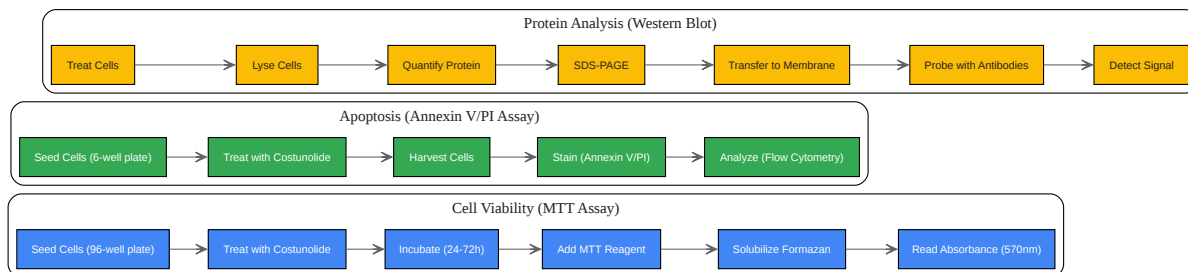 Protein Analysis (Western Blot)
Treat Cells
Lyse Cells
Quantify Protein
SDS-PAGE
Transfer to Membrane
Probe with Antibodies
Detect Signal
Apoptosis (Annexin V/PI Assay)
Seed Cells (6-well plate)
Treat with Costunolide
Harvest Cells
Stain (Annexin V/PI)
Analyze (Flow Cytometry)
Cell Viability (MTT Assay)
Seed Cells (96-well plate)
Treat with Costunolide
Incubate (24-72h)
Add MTT Reagent
Solubilize Formazan
Read Absorbance (570nm)